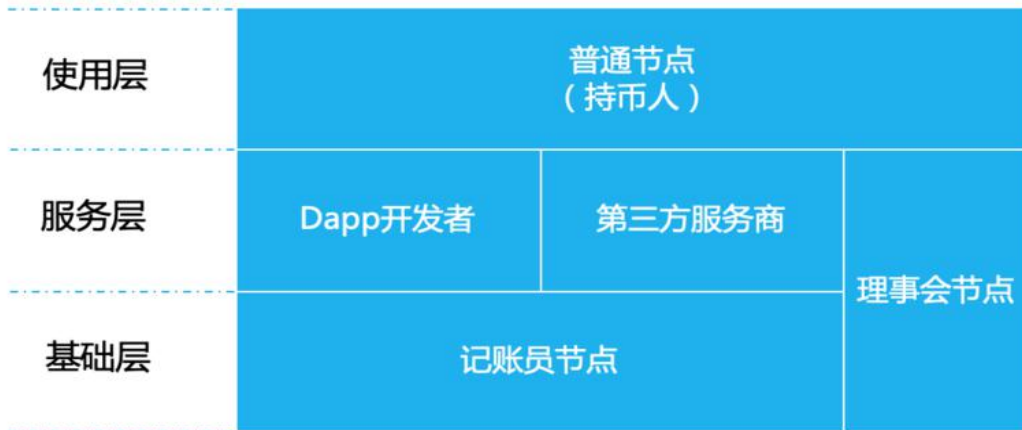 使用层
普通节点
（持币人）
服务层
Dapp开发者
第三方服务商
理事会节点
基础层
记账员节点